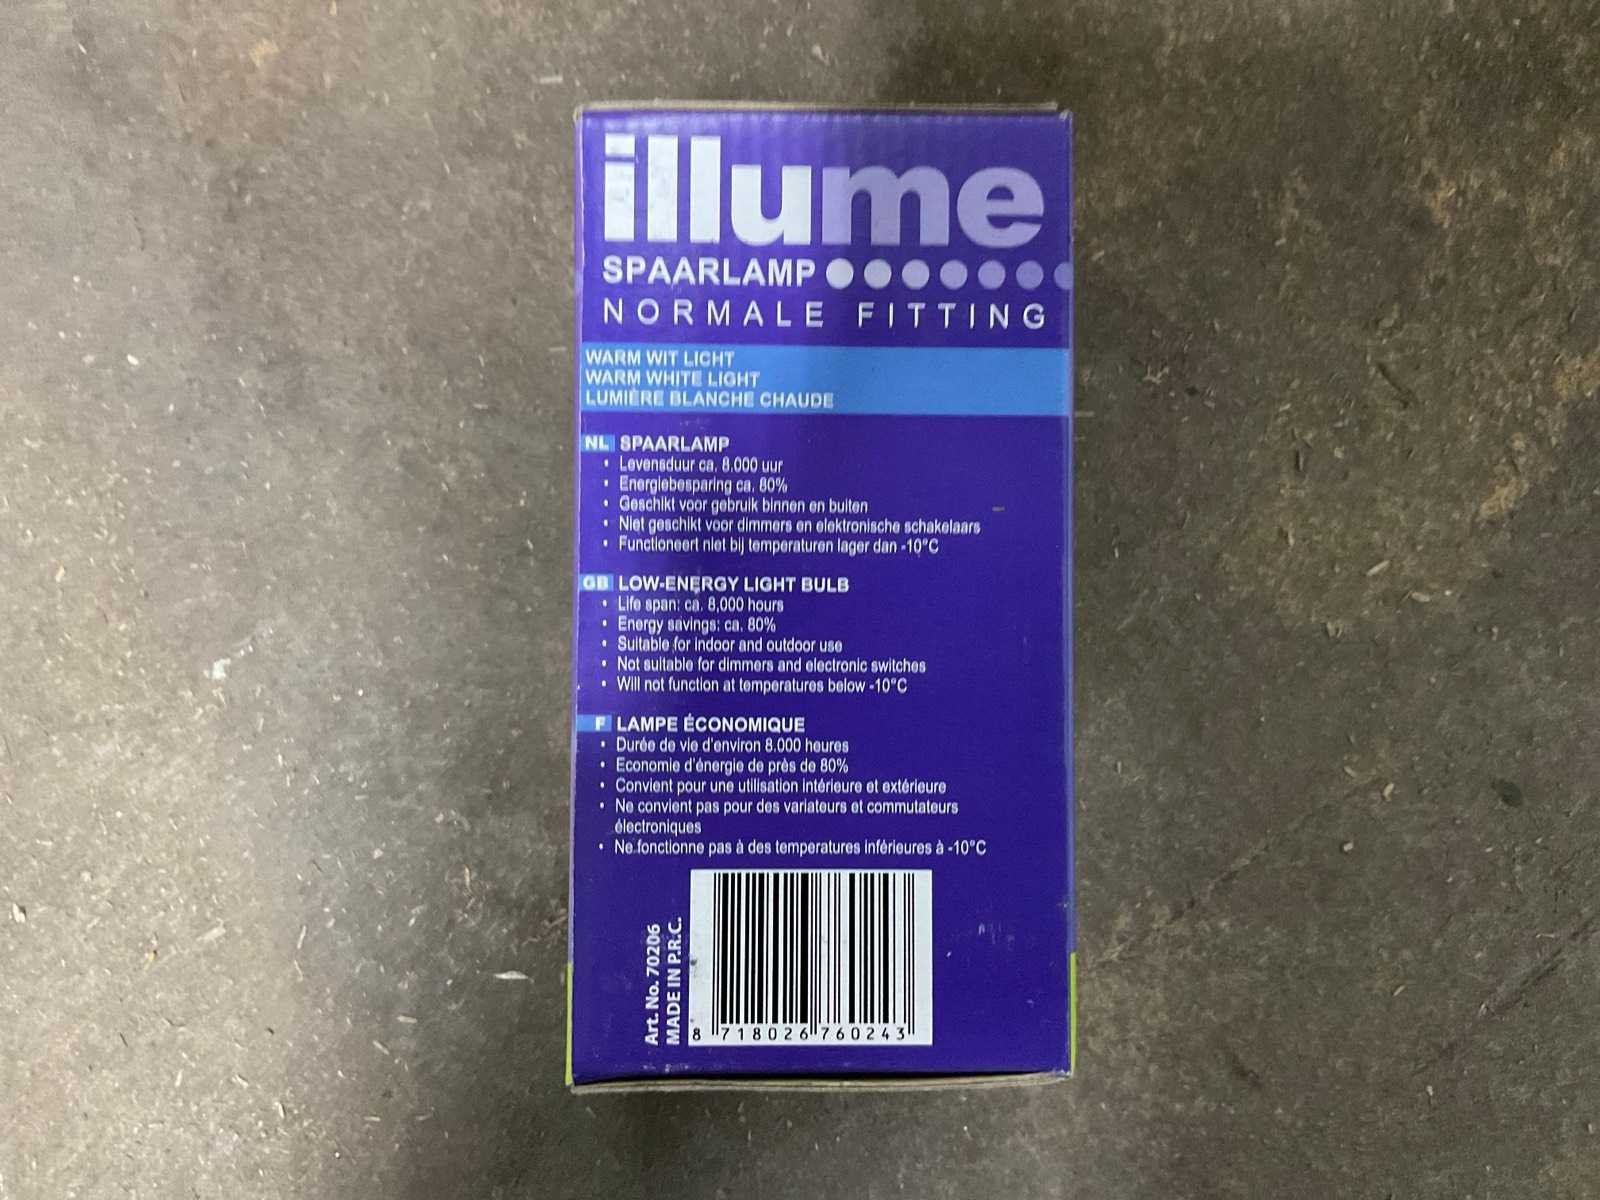 illume
SPAARLAMP
NORMALE FITTING
WARM WIT LICHT
WARM WHITE LIGHT
LUMIÈRE BLANCHE CHAUDE
NL SPAARLAMP
• Levensduur ca. 8.000 uur
• Energiebesparing ca. 80%
• Geschikt voor gebruik binnen en buiten
• Niet geschikt voor dimmers en elektronische schakelaars
• Functioneert niet bij temperaturen lager dan -10°C
GB LOW-ENERGY LIGHT BULB
• Life span: ca. 8,000 hours
• Energy savings: ca. 80%
• Suitable for indoor and outdoor use
• Not suitable for dimmers and electronic switches
• Will not function at temperatures below -10°C
F LAMPE ÉCONOMIQUE
• Durée de vie d'environ 8.000 heures
• Economie d'énergie de près de 80%
• Convient pour une utilisation intérieure et extérieure
• Ne convient pas pour des variateurs et commutateurs
électroniques
• Ne fonctionne pas à des temperatures inférieures à -10°C
Art. No. 70206
MADE IN P.R.C.
8 718026 760243